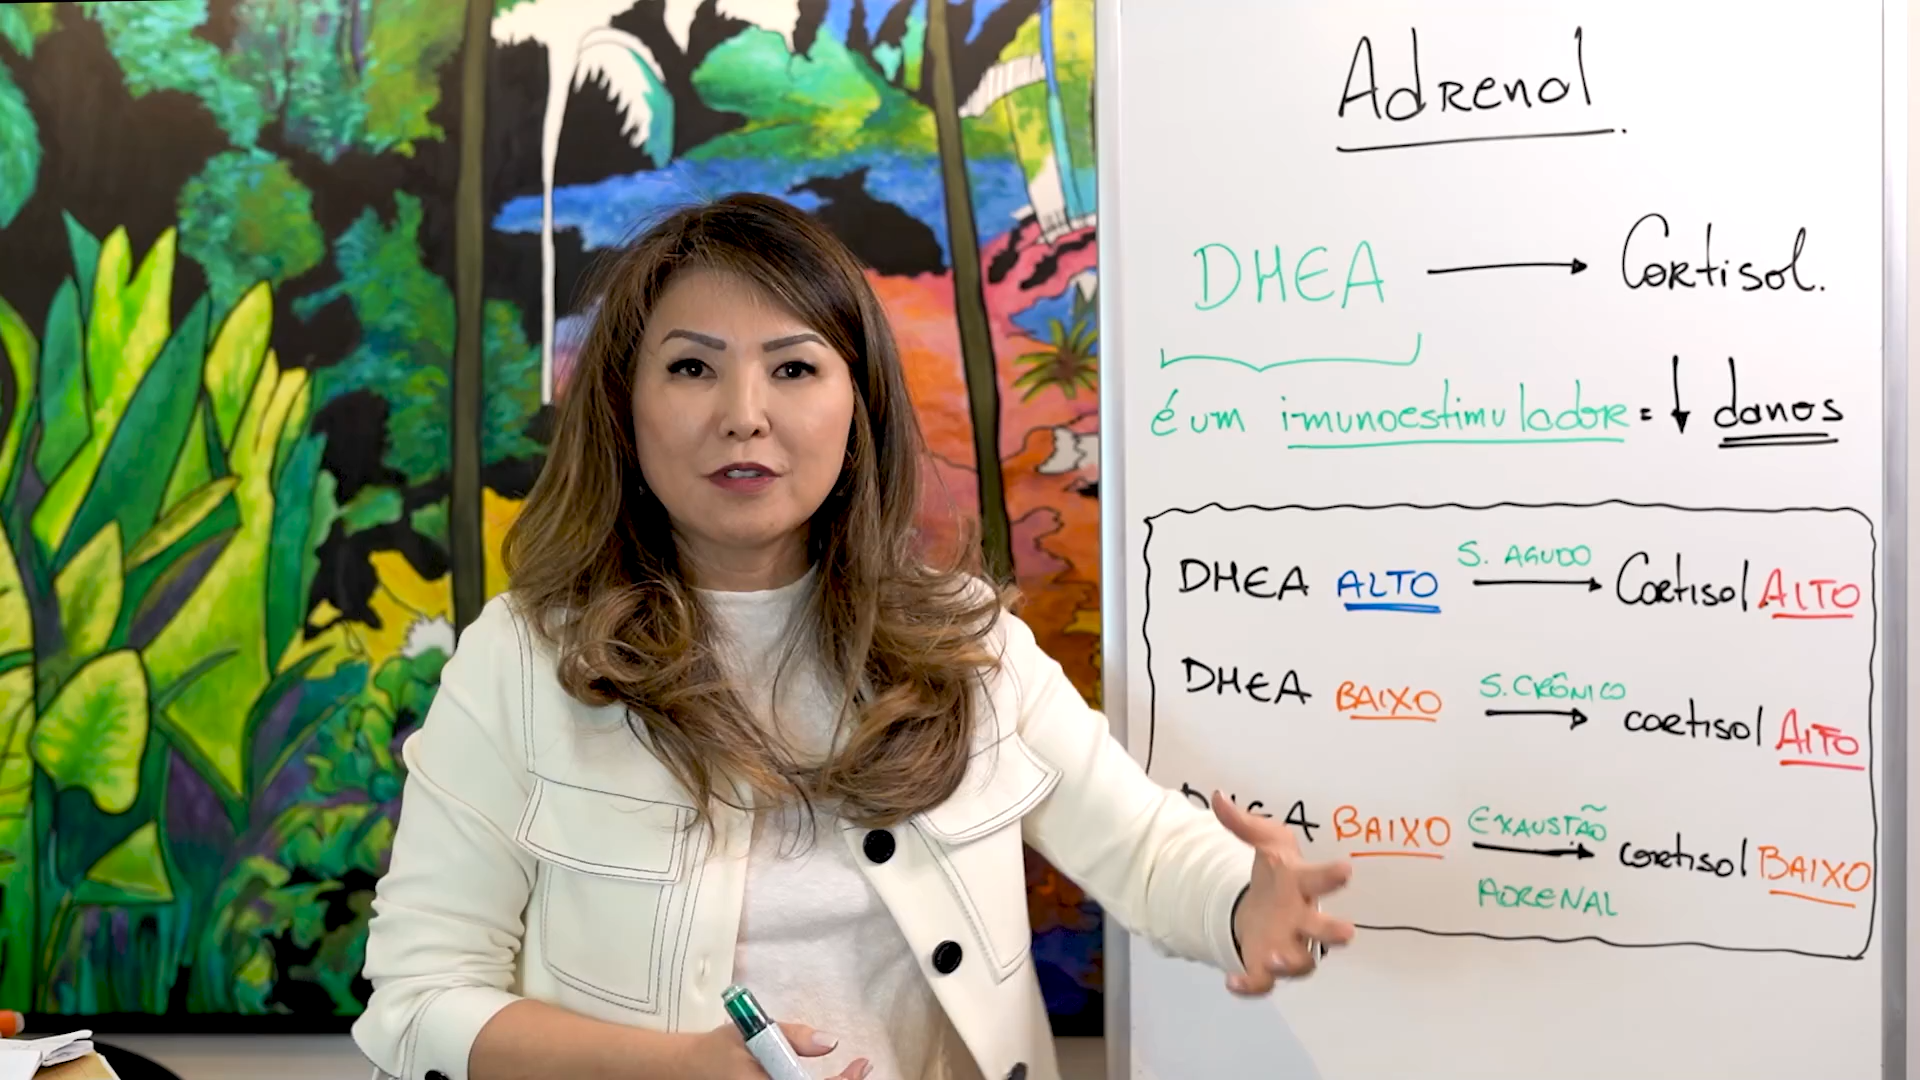 Adrenal
DHEA → Cortisol.
é um imunoestimulador = ↓ danos
DHEA ALTO S. AGUDO → Cortisol ALTO
DHEA BAIXO S. CRÔNICO → cortisol ALTO
DHEA BAIXO EXAUSTÃO → cortisol BAIXO
ADRENAL